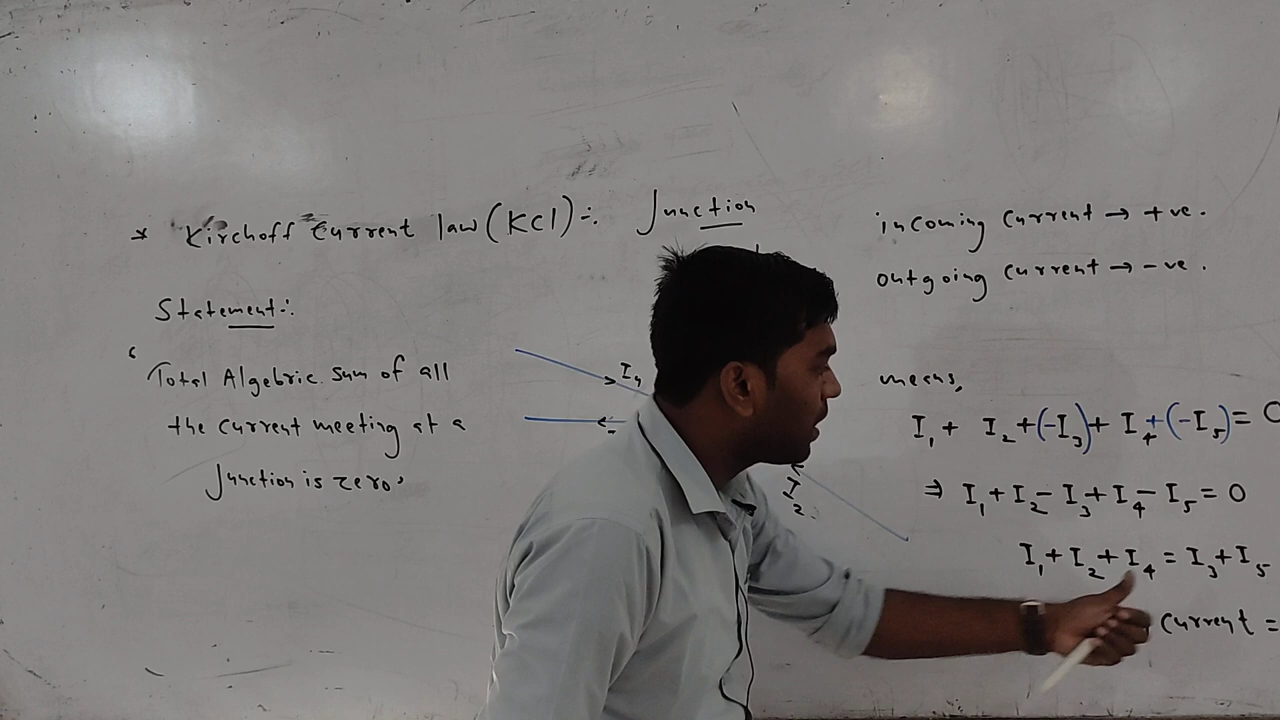 * Kirchoff Current law (KCl):- Junction
Statement:-
‘ Total Algebric sum of all
the current meeting at a
Junction is zero,
I4
I2
incoming current → +ve.
outgoing current → -ve.
means,
I1 + I2 + (-I3) + I4 + (-I5) = 0
⇒ I1 + I2 - I3 + I4 - I5 = 0
I1 + I2 + I4 = I3 + I5
current =